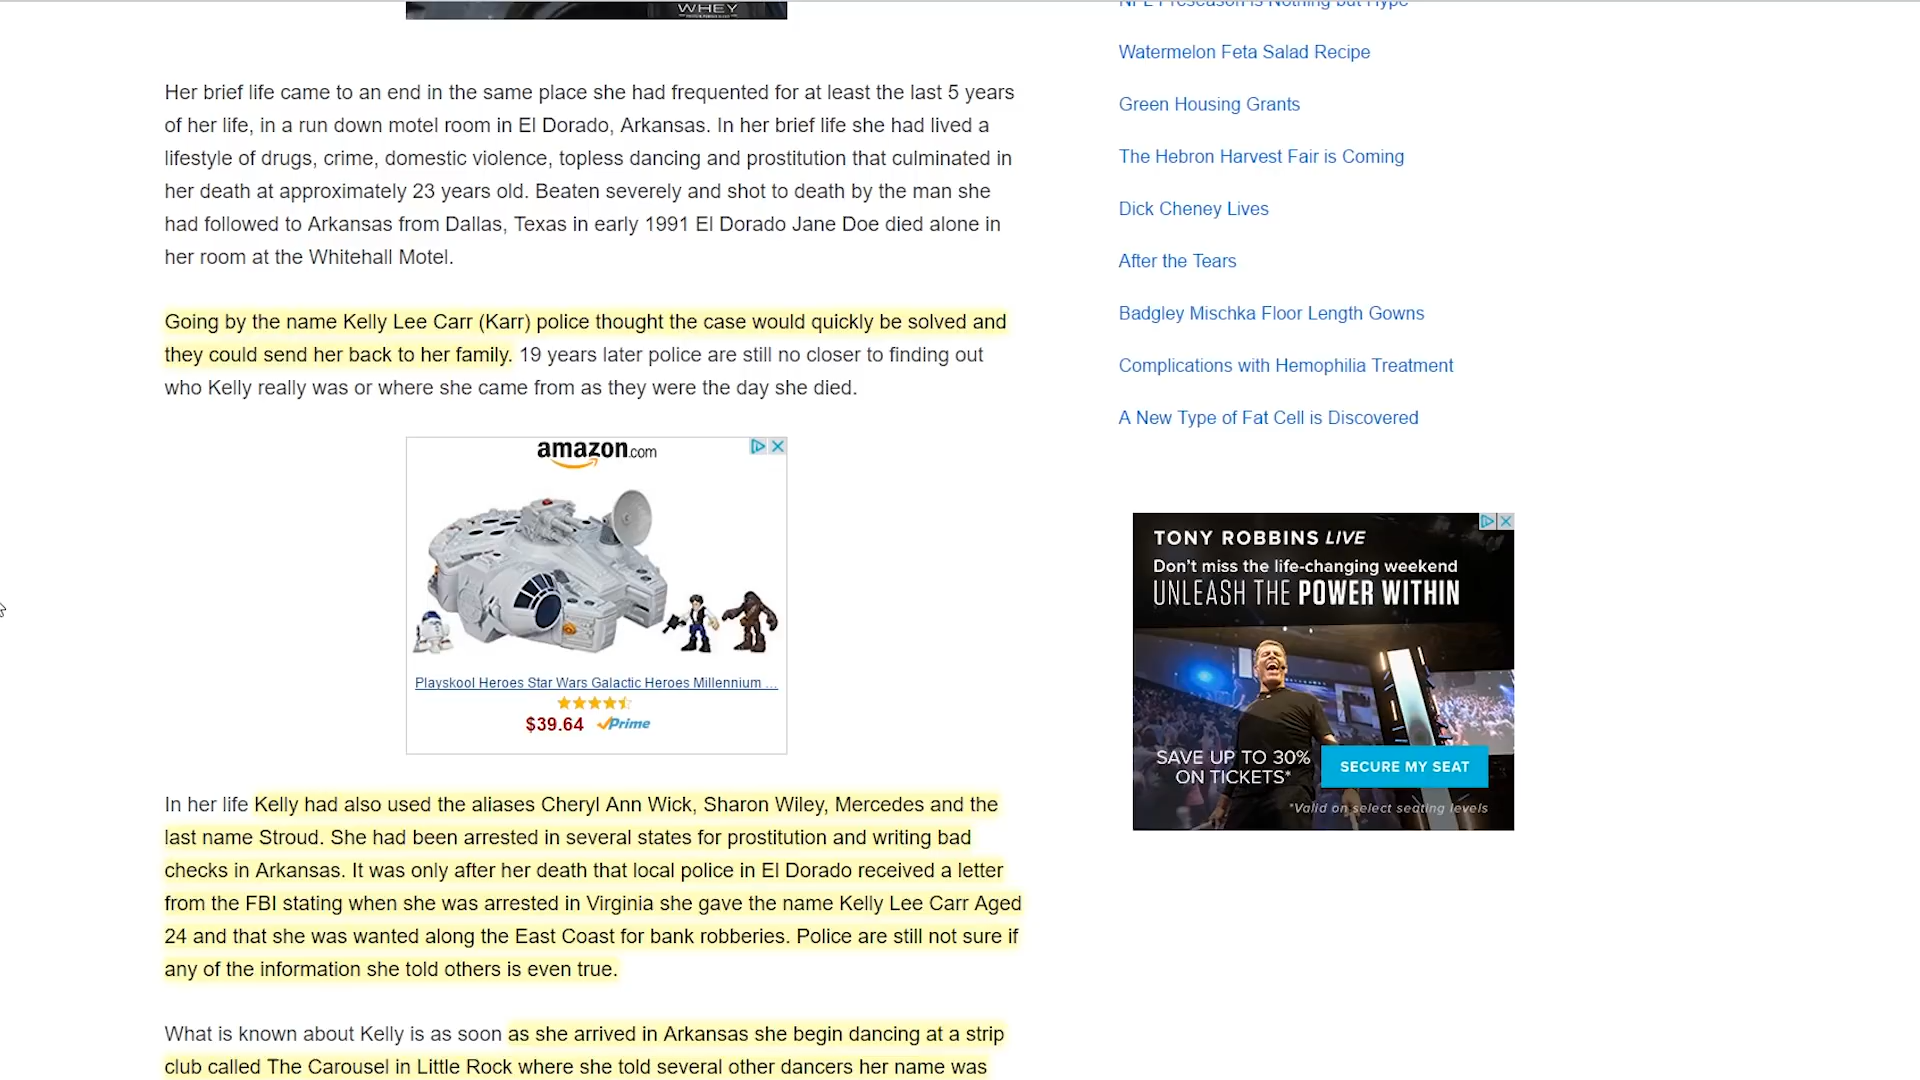 WHEY
Her brief life came to an end in the same place she had frequented for at least the last 5 years
of her life, in a run down motel room in El Dorado, Arkansas. In her brief life she had lived a
lifestyle of drugs, crime, domestic violence, topless dancing and prostitution that culminated in
her death at approximately 23 years old. Beaten severely and shot to death by the man she
had followed to Arkansas from Dallas, Texas in early 1991 El Dorado Jane Doe died alone in
her room at the Whitehall Motel.
Going by the name Kelly Lee Carr (Karr) police thought the case would quickly be solved and
they could send her back to her family. 19 years later police are still no closer to finding out
who Kelly really was or where she came from as they were the day she died.
amazon.com
Playskool Heroes Star Wars Galactic Heroes Millennium ...
$39.64 Prime
In her life Kelly had also used the aliases Cheryl Ann Wick, Sharon Wiley, Mercedes and the
last name Stroud. She had been arrested in several states for prostitution and writing bad
checks in Arkansas. It was only after her death that local police in El Dorado received a letter
from the FBI stating when she was arrested in Virginia she gave the name Kelly Lee Carr Aged
24 and that she was wanted along the East Coast for bank robberies. Police are still not sure if
any of the information she told others is even true.
What is known about Kelly is as soon as she arrived in Arkansas she begin dancing at a strip
club called The Carousel in Little Rock where she told several other dancers her name was
NFL Preseason is Nothing but Hype
Watermelon Feta Salad Recipe
Green Housing Grants
The Hebron Harvest Fair is Coming
Dick Cheney Lives
After the Tears
Badgley Mischka Floor Length Gowns
Complications with Hemophilia Treatment
A New Type of Fat Cell is Discovered
TONY ROBBINS LIVE
Don't miss the life-changing weekend
UNLEASH THE POWER WITHIN
SAVE UP TO 30%
ON TICKETS*
SECURE MY SEAT
*Valid on select seating levels